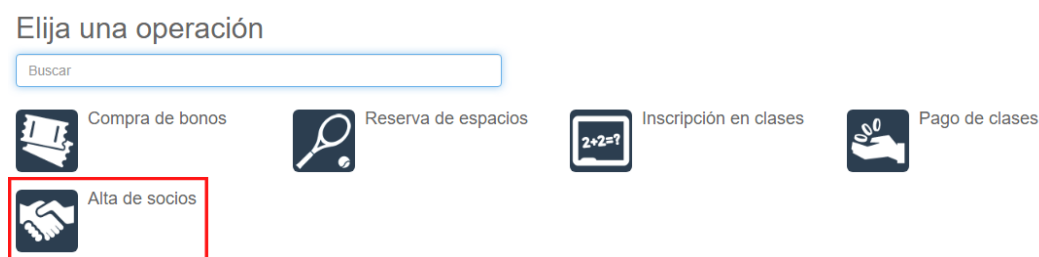 Elija una operación
Buscar
Compra de bonos
Reserva de espacios
Inscripción en clases
2+2=?
Pago de clases
Alta de socios